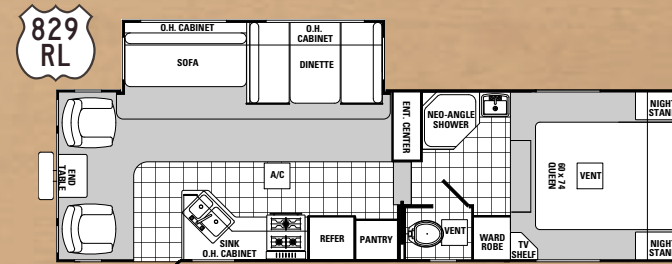 829
RL
O.H. CABINET
SOFA
O.H.
CABINET
DINETTE
ENT. CENTER
NEO-ANGLE
SHOWER
NIGHT
STAND
END
TABLE
A/C
60 x 74
QUEEN
VENT
SINK
O.H. CABINET
REFER
PANTRY
VENT
WARD
ROBE
TV
SHELF
NIGHT
STAND